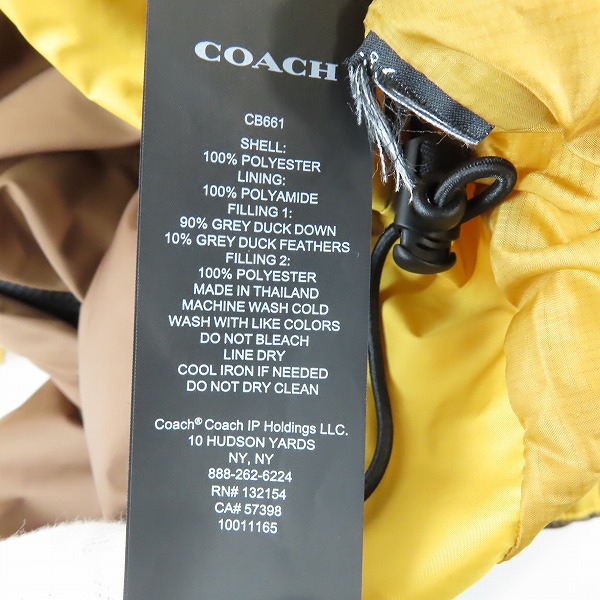 COACH
CB661
SHELL:
100% POLYESTER
LINING:
100% POLYAMIDE
FILLING 1:
90% GREY DUCK DOWN
10% GREY DUCK FEATHERS
FILLING 2:
100% POLYESTER
MADE IN THAILAND
MACHINE WASH COLD
WASH WITH LIKE COLORS
DO NOT BLEACH
LINE DRY
COOL IRON IF NEEDED
DO NOT DRY CLEAN
Coach® Coach IP Holdings LLC.
10 HUDSON YARDS
NY, NY
888-262-6224
RN# 132154
CA# 57398
10011165